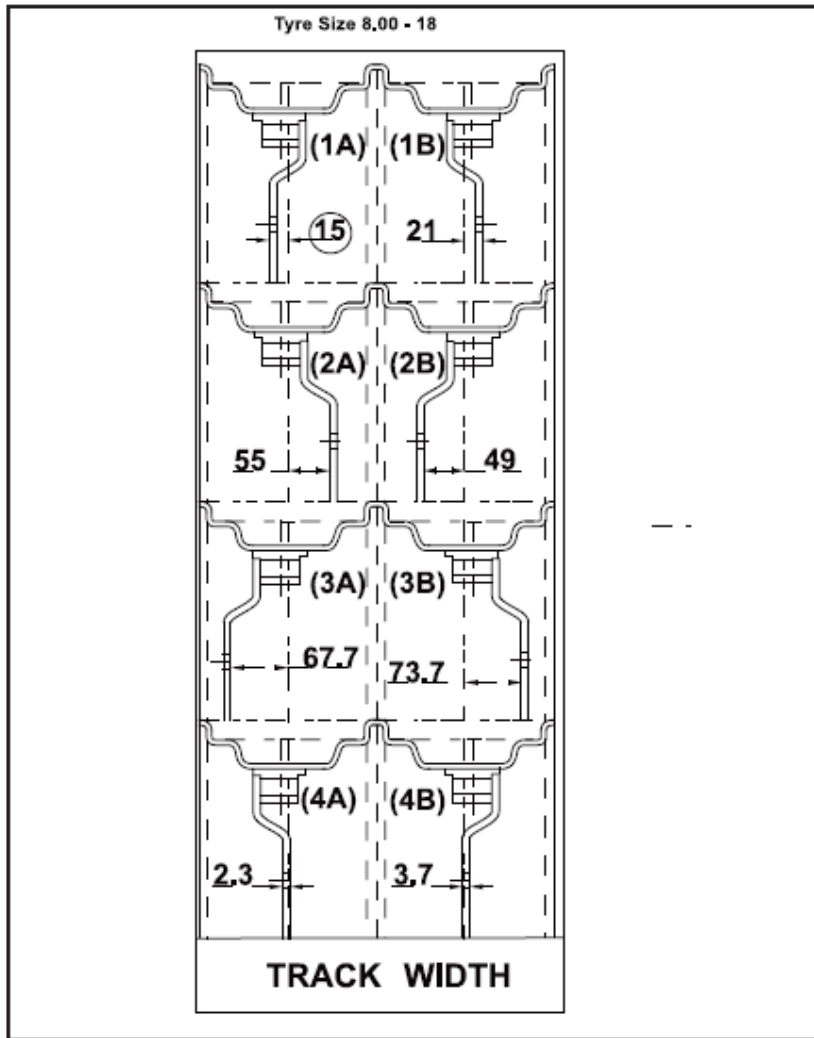 Tyre Size 8.00 - 18
(1A) (1B)
15 21
(2A) (2B)
55 49
(3A) (3B)
67.7 73.7
(4A) (4B)
2.3 3.7
TRACK WIDTH